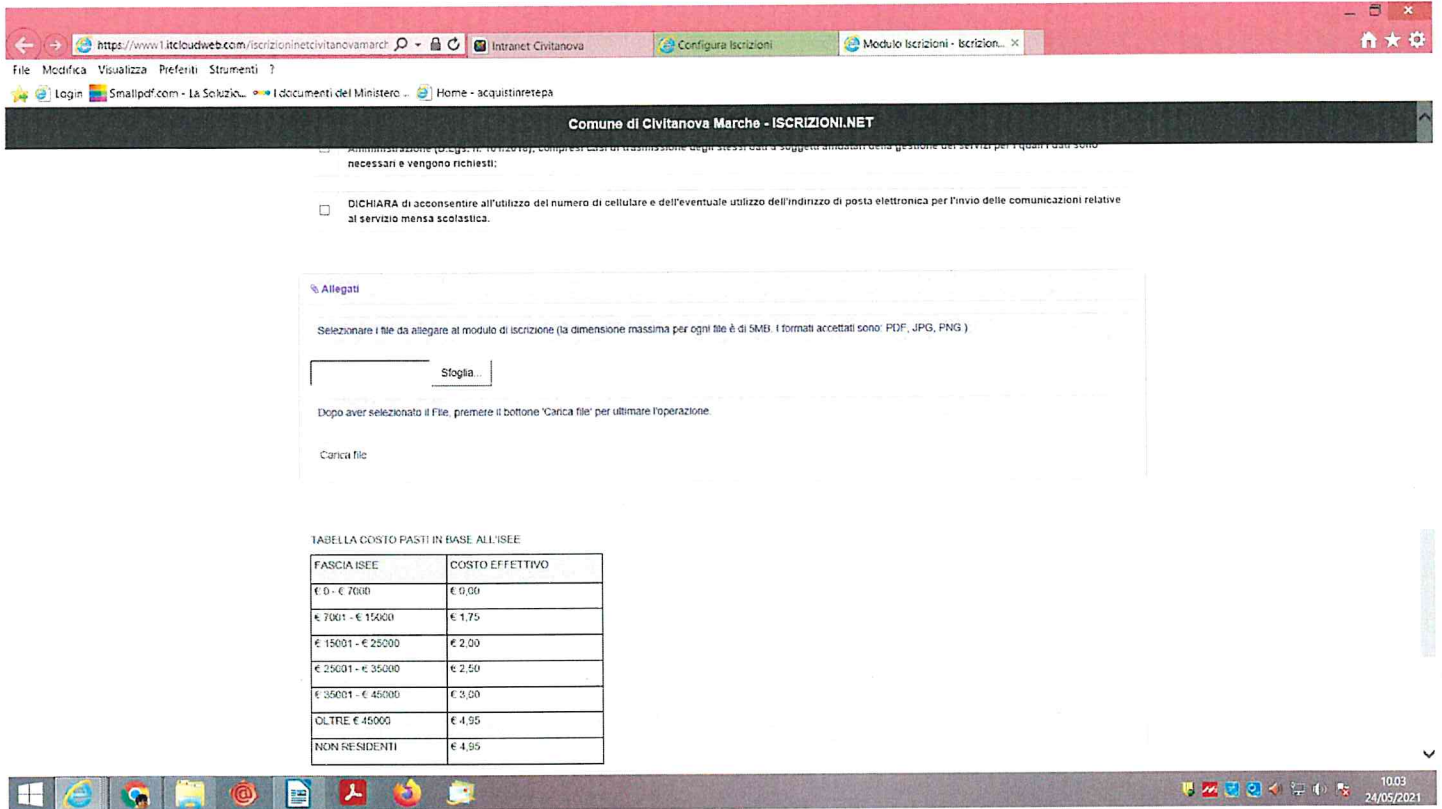 https://www1.itcloudweb.com/iscrizioninetcivitanovamarch
Intranet Civitanova
Configura Iscrizioni
Modulo Iscrizioni - Iscrizion...
File Modifica Visualizza Preferiti Strumenti ?
Login Smallpdf.com - La Soluzio... I documenti del Ministero ... Home - acquistinretepa
Comune di Civitanova Marche - ISCRIZIONI.NET
necessari e vengono richiesti;
DICHIARA di acconsentire all'utilizzo del numero di cellulare e dell'eventuale utilizzo dell'indirizzo di posta elettronica per l'invio delle comunicazioni relative
al servizio mensa scolastica.
Allegati
Selezionare i file da allegare al modulo di iscrizione (la dimensione massima per ogni file è di 5MB. I formati accettati sono: PDF, JPG, PNG )
Sfoglia...
Dopo aver selezionato il File, premere il bottone 'Carica file' per ultimare l'operazione.
Carica file
TABELLA COSTO PASTI IN BASE ALL'ISEE
FASCIA ISEE COSTO EFFETTIVO
€ 0 - € 7000 € 0,00
€ 7001 - € 15000 € 1,75
€ 15001 - € 25000 € 2,00
€ 25001 - € 35000 € 2,50
€ 35001 - € 45000 € 3,00
OLTRE € 45000 € 4,95
NON RESIDENTI € 4,95
10.03
24/05/2021